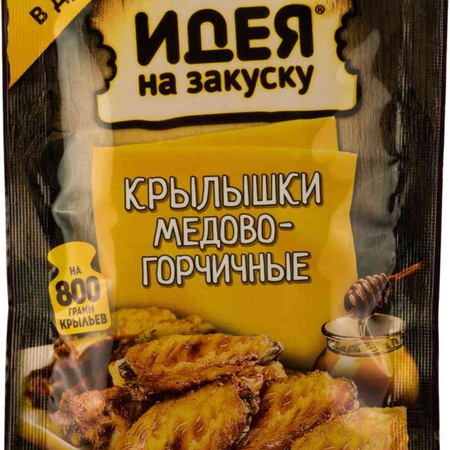 ИДЕЯ®
на закуску
КРЫЛЫШКИ
МЕДОВО-
ГОРЧИЧНЫЕ
НА
800
ГРАММ
КРЫЛЬЕВ